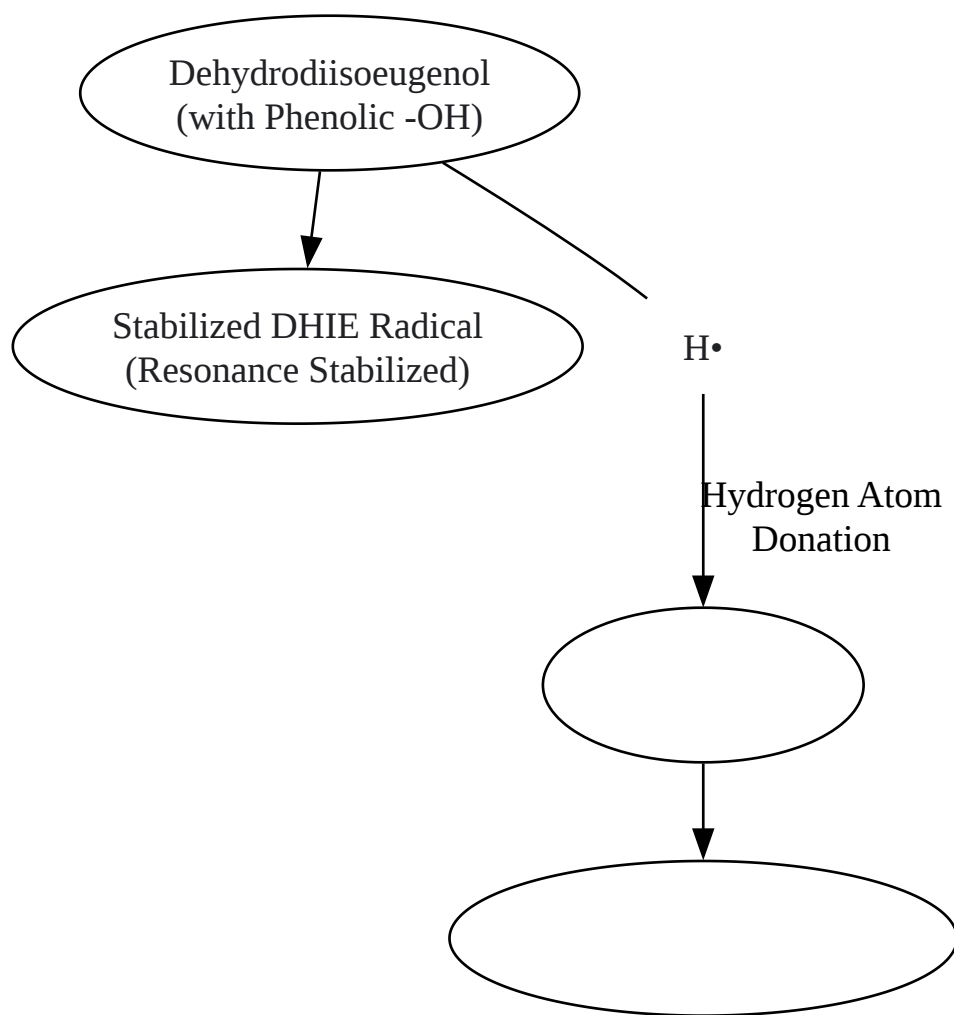 Dehydrodiisoeugenol
(with Phenolic -OH)
Stabilized DHIE Radical
(Resonance Stabilized)
H•
Hydrogen Atom
Donation